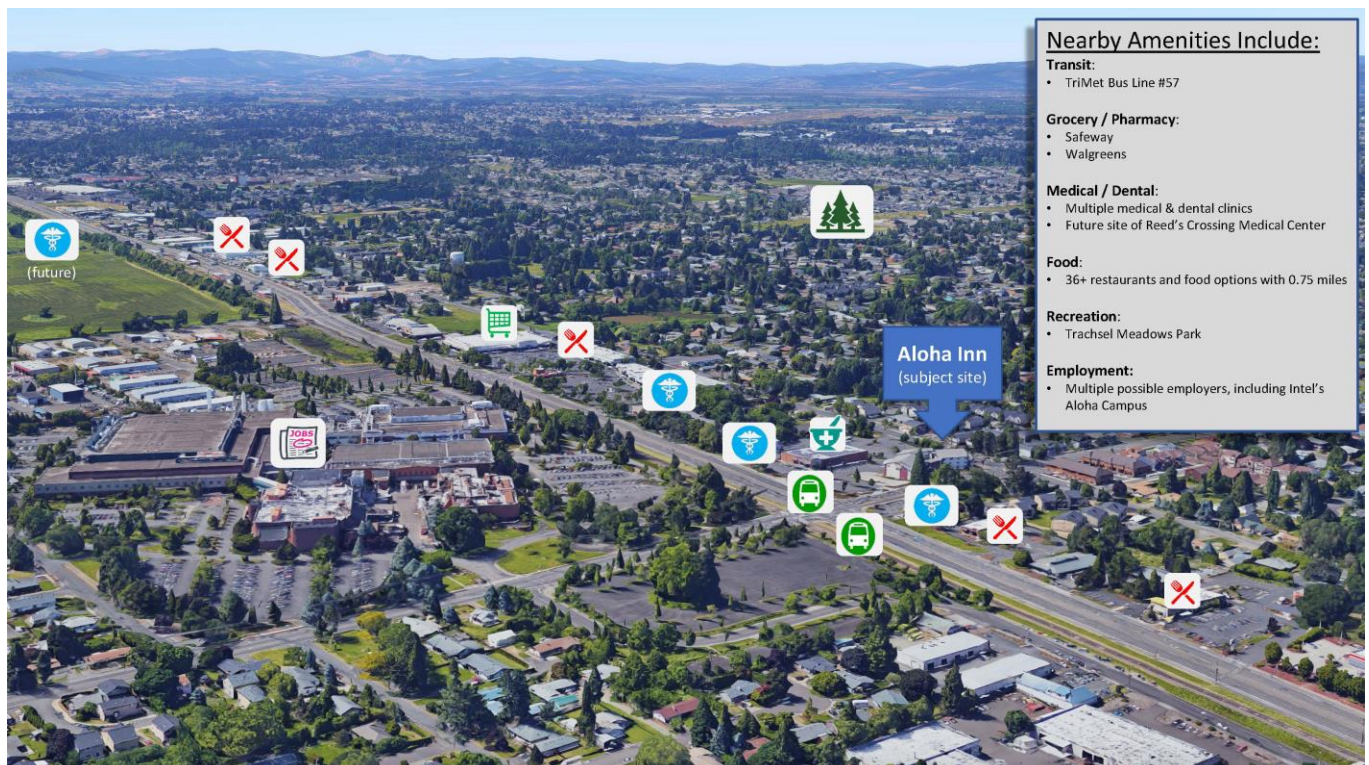 Nearby Amenities Include:
Transit:
• TriMet Bus Line #57
Grocery / Pharmacy:
• Safeway
• Walgreens
Medical / Dental:
• Multiple medical & dental clinics
• Future site of Reed's Crossing Medical Center
Food:
• 36+ restaurants and food options with 0.75 miles
Recreation:
• Trachsel Meadows Park
Employment:
• Multiple possible employers, including Intel's
Aloha Campus
(future)
Aloha Inn
(subject site)
JOBS